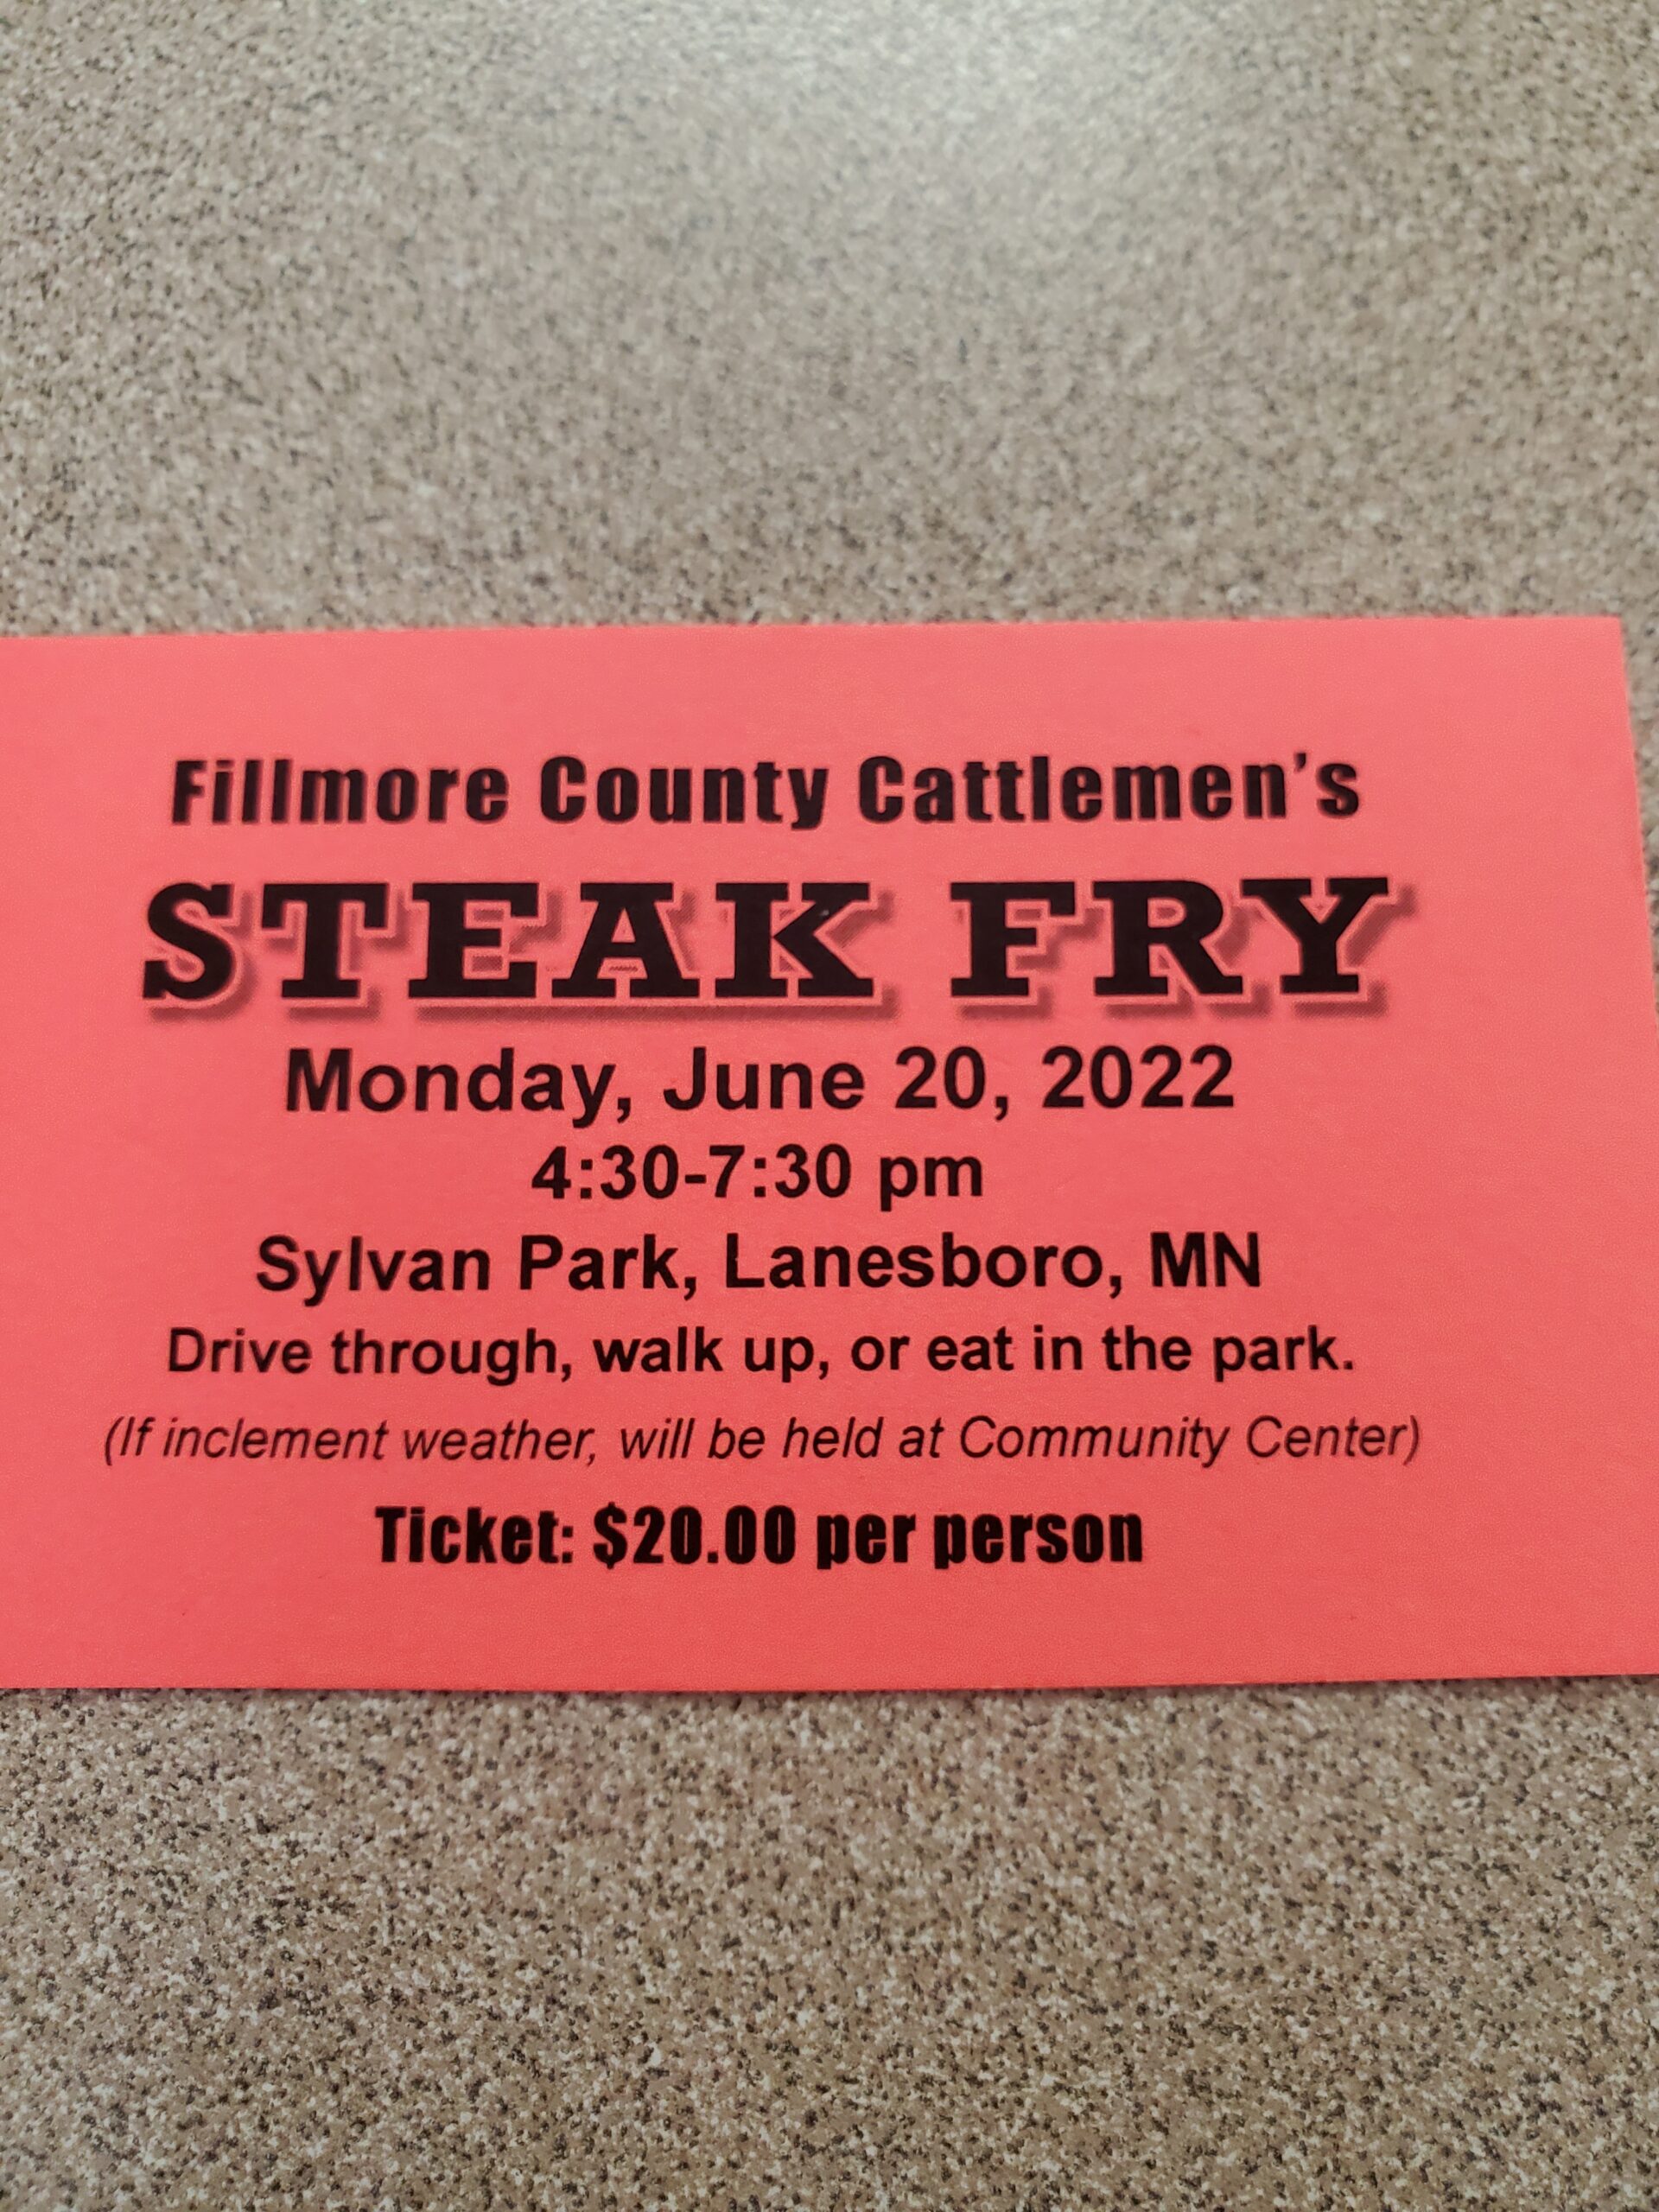 Fillmore County Cattlemen's
STEAK FRY
Monday, June 20, 2022
4:30-7:30 pm
Sylvan Park, Lanesboro, MN
Drive through, walk up, or eat in the park.
(If inclement weather, will be held at Community Center)
Ticket: $20.00 per person